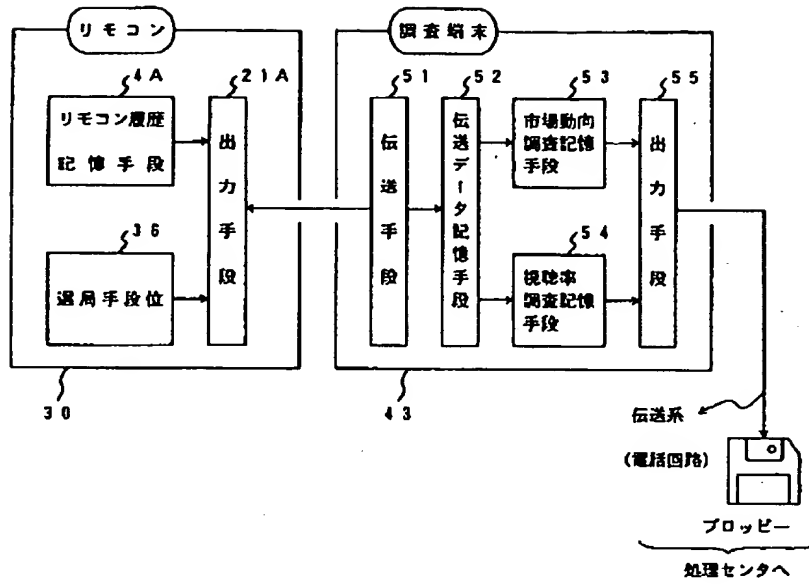 リモコン
調査端末
4A
21A
51
52
53
55
リモコン履歴
記憶手段
出力手段
伝送手段
伝送データ記憶手段
市場動向
調査記憶
手段
出力手段
36
54
選局手段位
視聴率
調査記憶
手段
30
43
伝送系
(電話回路)
プロッピー
処理センタへ